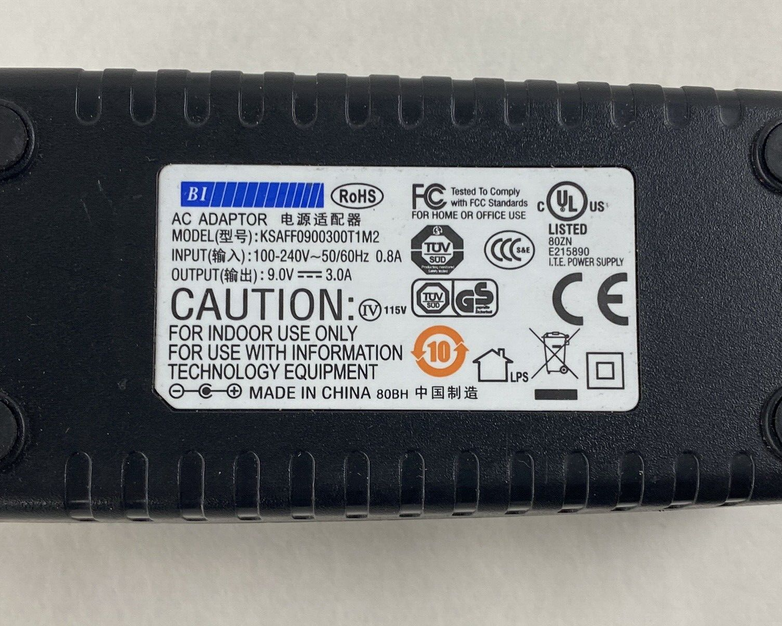 BI
RoHS
AC ADAPTOR 电源适配器
MODEL(型号):KSAFF0900300T1M2
INPUT(输入):100-240V~50/60Hz 0.8A
OUTPUT(输出):9.0V 3.0A
CAUTION: IV 115V
FOR INDOOR USE ONLY
FOR USE WITH INFORMATION
TECHNOLOGY EQUIPMENT
- + MADE IN CHINA 80BH 中国制造
FC Tested To Comply
with FCC Standards
FOR HOME OR OFFICE USE
TÜV
SÜD
CCC S&E
C UL US
LISTED
80ZN
E215890
I.T.E. POWER SUPPLY
TÜV
SÜD
GS
CE
10
LPS